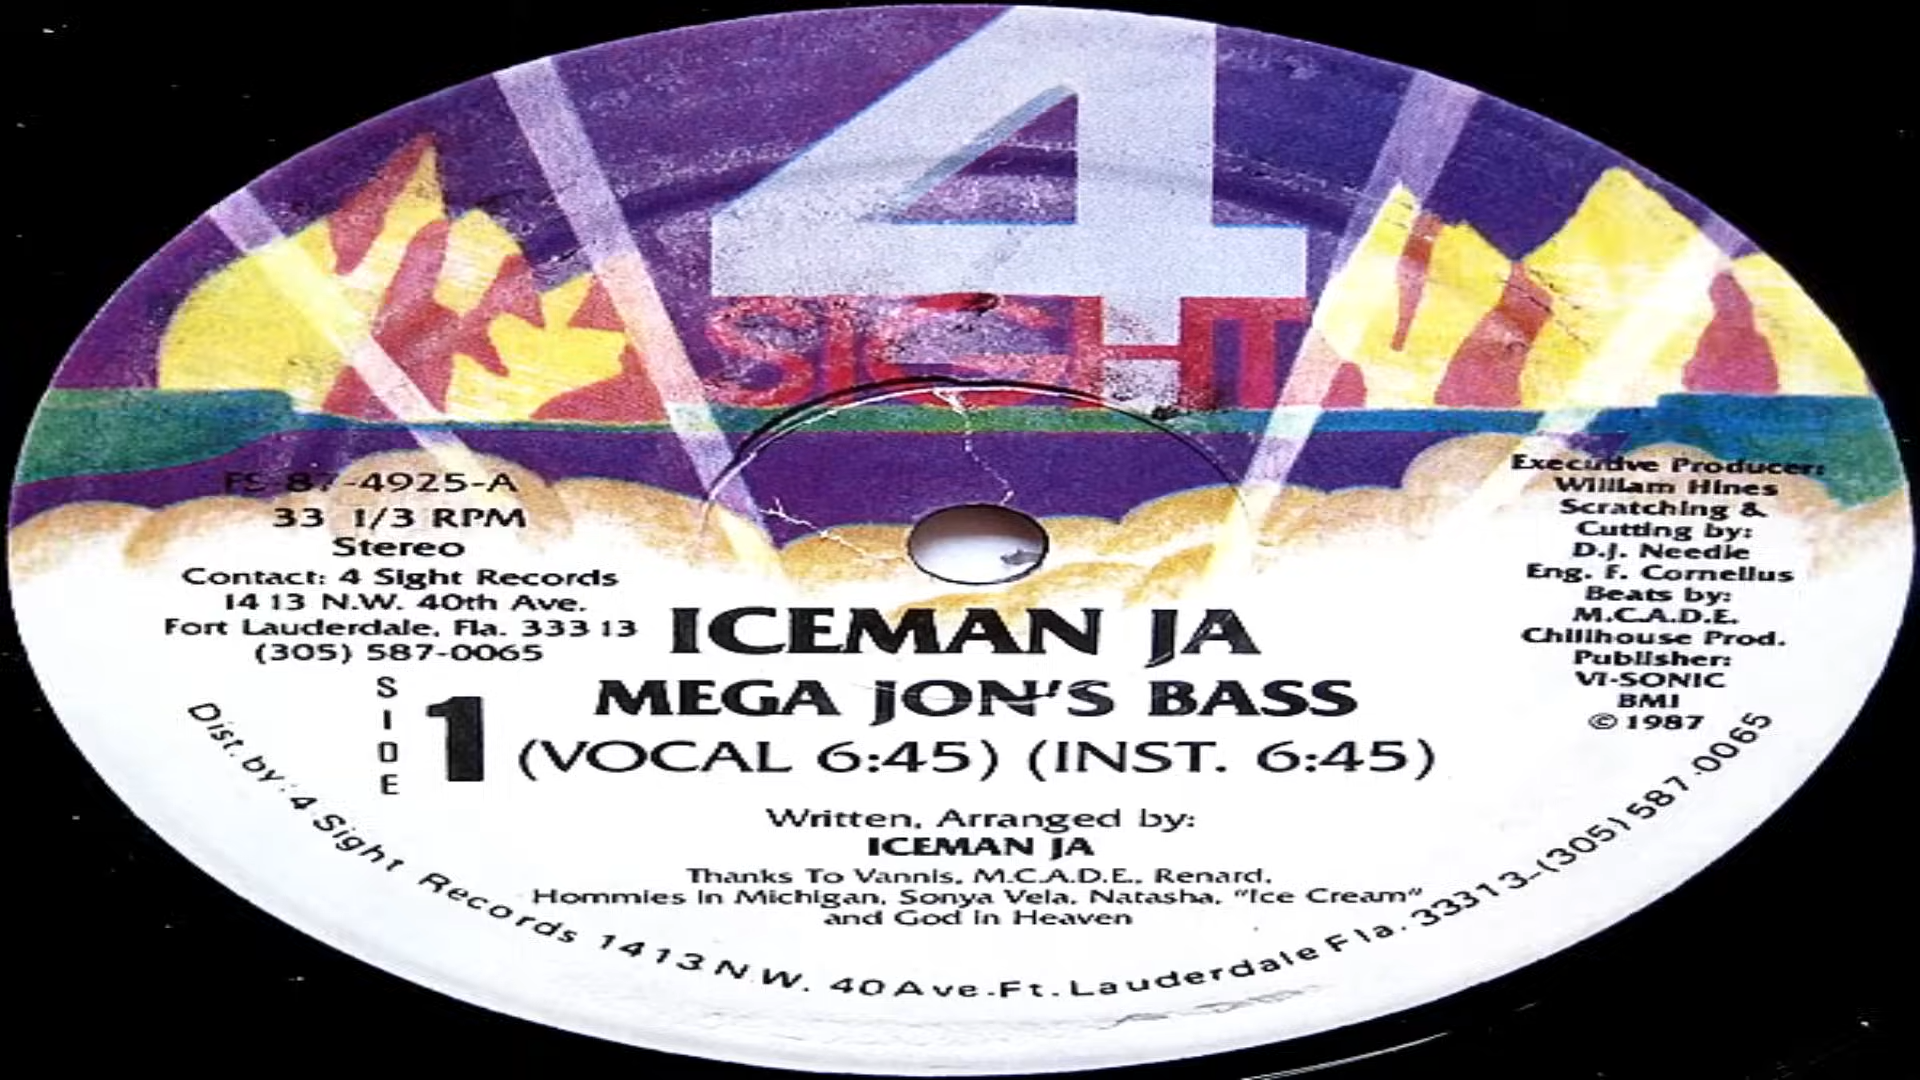 4
SIGHT
FS-87-4925-A
33 1/3 RPM
Stereo
Contact: 4 Sight Records
1413 N.W. 40th Ave.
Fort Lauderdale, Fla. 33313
(305) 587-0065
SIDE 1
ICEMAN JA
MEGA JON'S BASS
(VOCAL 6:45) (INST. 6:45)
Written, Arranged by:
ICEMAN JA
Thanks To Vannis, M.C.A.D.E., Renard,
Hommies In Michigan, Sonya Vela, Natasha, "Ice Cream"
and God in Heaven
Executive Producer:
William Hines
Scratching &
Cutting by:
D.J. Needle
Eng. F. Cornelius
Beats by:
M.C.A.D.E.
Chillhouse Prod.
Publisher:
VI-SONIC
BMI
© 1987
Dist. by: 4 Sight Records 1413 N.W. 40 Ave. Ft. Lauderdale Fla. 33313-(305) 587-0065